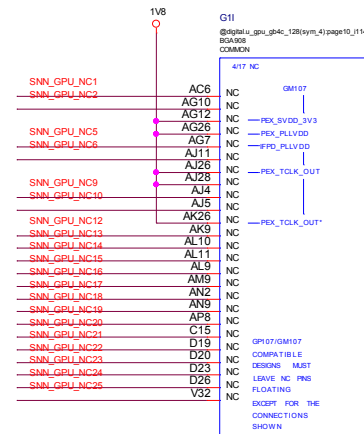 1V8
G1I
@digital.u_gpu_gb4c_128(sym_4):page10_i114
BGA908
COMMON
4/17 NC
GM107
SNN_GPU_NC1
AC6 NC
SNN_GPU_NC2
AG10 NC
AG12 NC PEX_SVDD_3V3
AG26 NC PEX_PLLVDD
SNN_GPU_NC5
AG7 NC IFPD_PLLVDD
SNN_GPU_NC6
AJ11 NC
AJ26 NC PEX_TCLK_OUT
AJ28 NC
SNN_GPU_NC9
AJ4 NC
SNN_GPU_NC10
AJ5 NC
AK26 NC PEX_TCLK_OUT*
SNN_GPU_NC12
AK9 NC
SNN_GPU_NC13
AL10 NC
SNN_GPU_NC14
AL11 NC
SNN_GPU_NC15
AL9 NC
SNN_GPU_NC16
AM9 NC
SNN_GPU_NC17
AN2 NC
SNN_GPU_NC18
AN9 NC
SNN_GPU_NC19
AP8 NC
SNN_GPU_NC20
C15 NC
SNN_GPU_NC21
D19 NC
SNN_GPU_NC22
D20 NC
SNN_GPU_NC23
D23 NC
SNN_GPU_NC24
D26 NC
SNN_GPU_NC25
V32 NC
GP107/GM107
COMPATIBLE
DESIGNS MUST
LEAVE NC PINS
FLOATING
EXCEPT FOR THE
CONNECTIONS
SHOWN